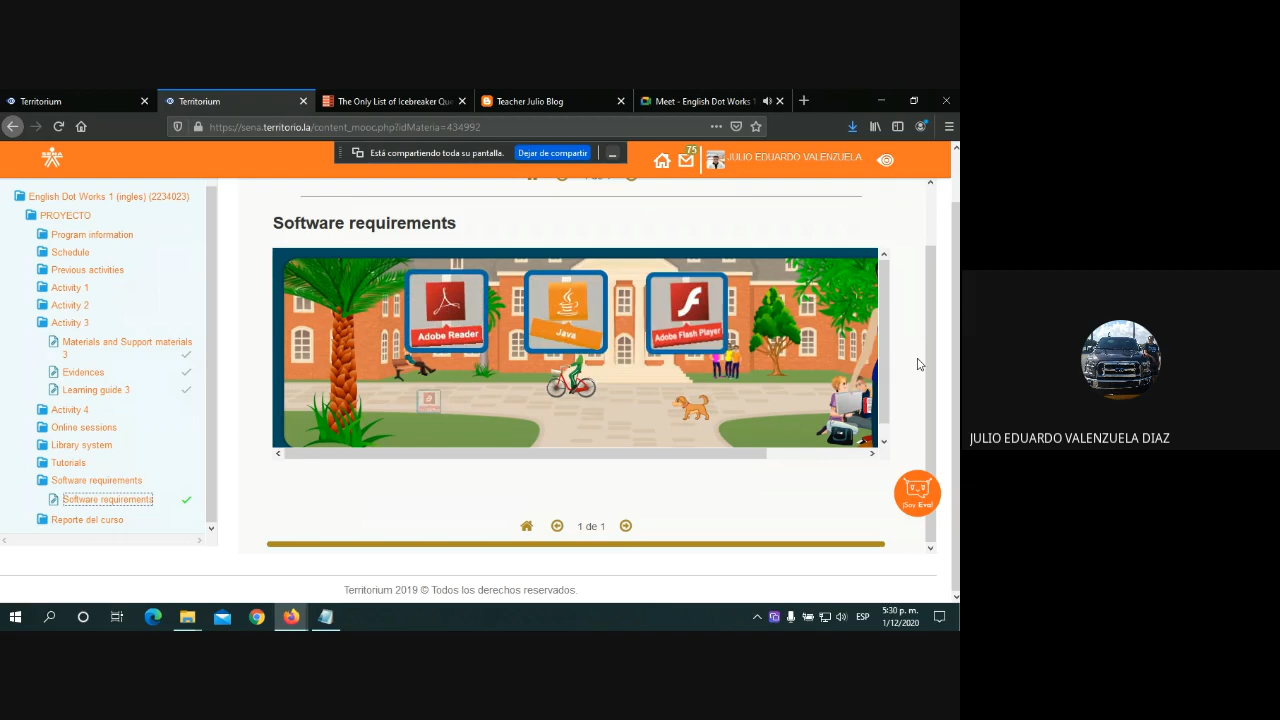 Territorium
Territorium
The Only List of Icebreaker Que
Teacher Julio Blog
Meet - English Dot Works 1
https://sena.territorio.la/content_mooc.php?idMateria=434992
SENA
Está compartiendo toda su pantalla.
Dejar de compartir
75
JULIO EDUARDO VALENZUELA
English Dot Works 1 (ingles) (2234023)
PROYECTO
Program information
Schedule
Previous activities
Activity 1
Activity 2
Activity 3
Materials and Support materials
3
Evidences
Learning guide 3
Activity 4
Online sessions
Library system
Tutorials
Software requirements
Software requirements
Reporte del curso
Software requirements
Adobe Reader
Java
Adobe Flash Player
1 de 1
¡Soy Eva!
Territorium 2019 © Todos los derechos reservados.
ESP
5:30 p. m.
1/12/2020
JULIO EDUARDO VALENZUELA DIAZ